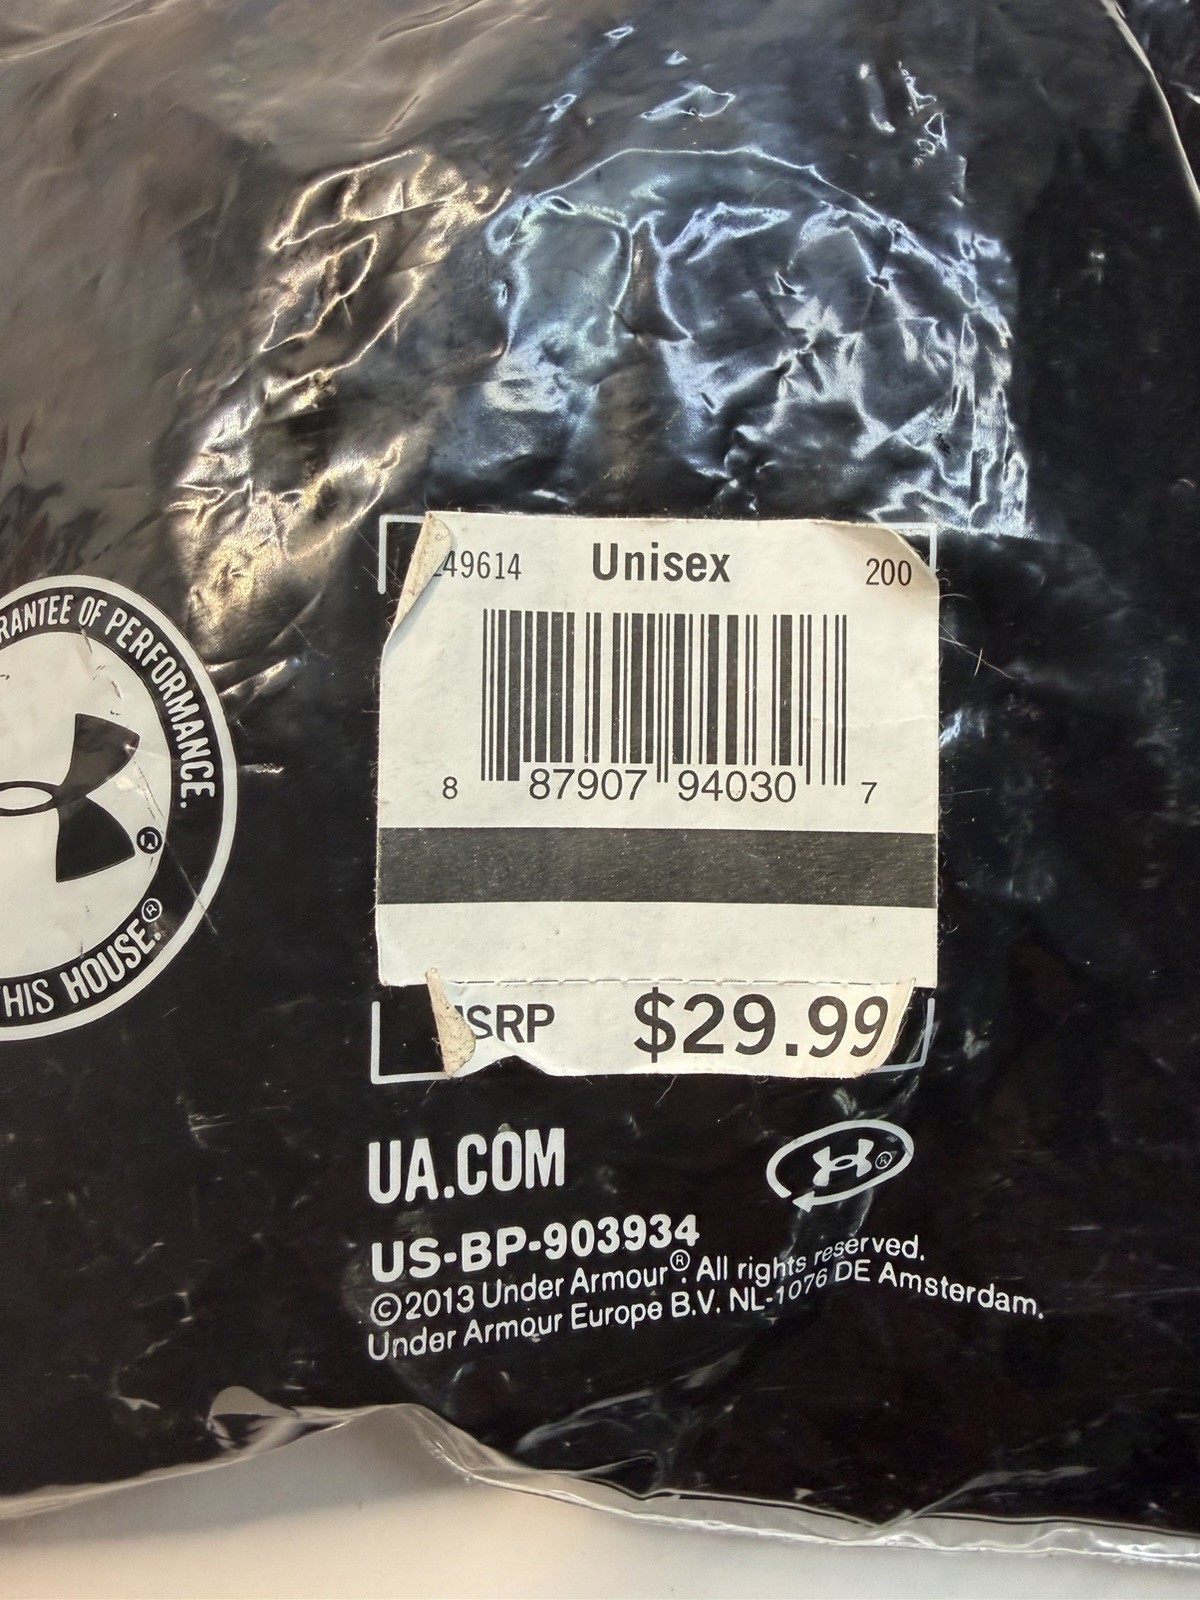 RANTEE OF PERFORMANCE.
®
HIS HOUSE.®
49614 Unisex 200
8 87907 94030 7
SRP $29.99
UA.COM
®
US-BP-903934
©2013 Under Armour®. All rights reserved.
Under Armour Europe B.V. NL-1076 DE Amsterdam.